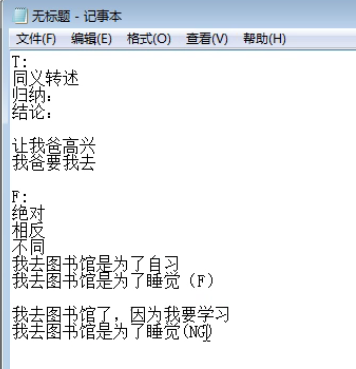 无标题 - 记事本
文件(F) 编辑(E) 格式(O) 查看(V) 帮助(H)
T:
同义转述
归纳:
结论:
让我爸高兴
我爸要我去
F:
绝对
相反
不同
我去图书馆是为了自习
我去图书馆是为了睡觉（F）
我去图书馆了，因为我要学习
我去图书馆是为了睡觉(NG)